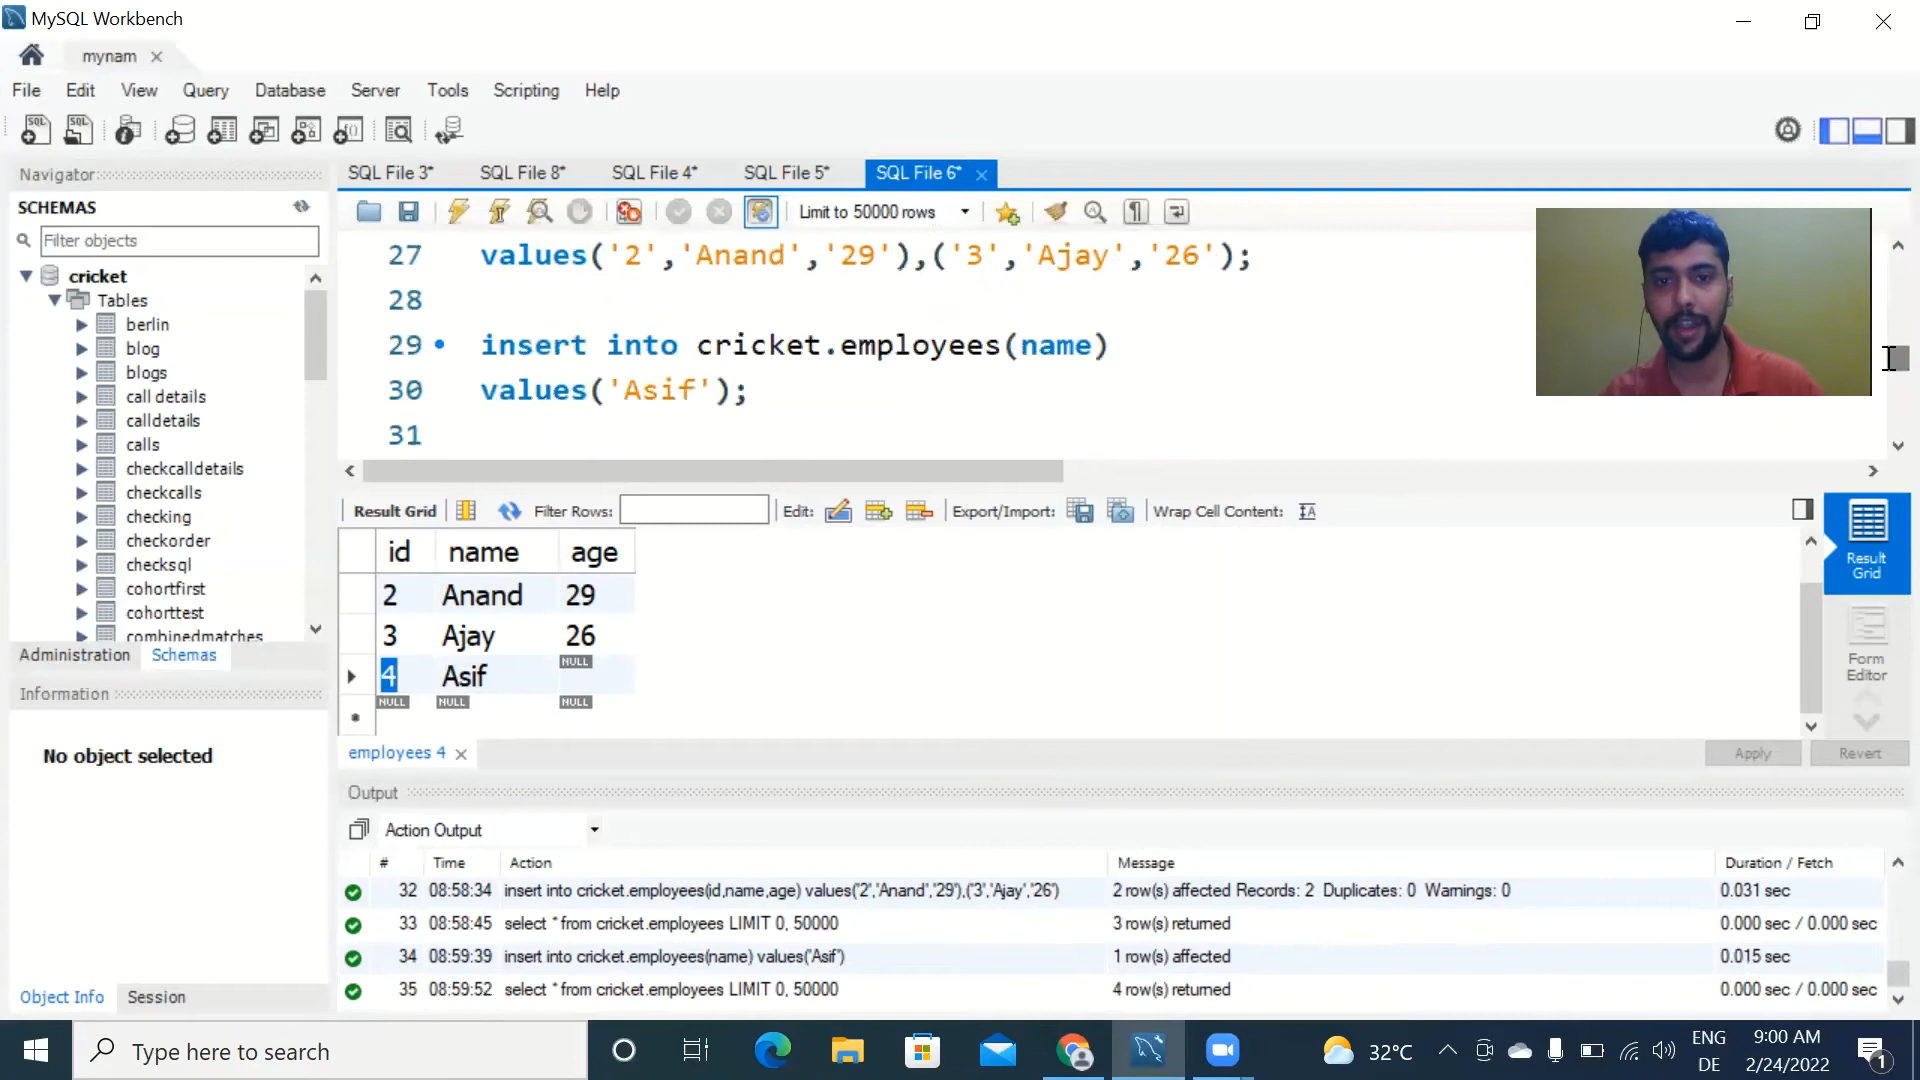 MySQL Workbench
mynam
File Edit View Query Database Server Tools Scripting Help
Navigator
SCHEMAS
Filter objects
cricket
Tables
berlin
blog
blogs
call details
calldetails
calls
checkcalldetails
checkcalls
checking
checkorder
checksql
cohortfirst
cohorttest
combinedmatches
Administration Schemas
Information
No object selected
Object Info Session
SQL File 3* SQL File 8* SQL File 4* SQL File 5* SQL File 6*
Limit to 50000 rows
27 values('2','Anand','29'),('3','Ajay','26');
28
29 insert into cricket.employees(name)
30 values('Asif');
31
Result Grid Filter Rows: Edit: Export/Import: Wrap Cell Content:
id name age
2 Anand 29
3 Ajay 26
4 Asif NULL
NULL NULL NULL
Result
Grid
Form
Editor
employees 4
Apply Revert
Output
Action Output
# Time Action Message Duration / Fetch
32 08:58:34 insert into cricket.employees(id,name,age) values('2','Anand','29'),('3','Ajay','26') 2 row(s) affected Records: 2 Duplicates: 0 Warnings: 0 0.031 sec
33 08:58:45 select * from cricket.employees LIMIT 0, 50000 3 row(s) returned 0.000 sec / 0.000 sec
34 08:59:39 insert into cricket.employees(name) values('Asif') 1 row(s) affected 0.015 sec
35 08:59:52 select * from cricket.employees LIMIT 0, 50000 4 row(s) returned 0.000 sec / 0.000 sec
Type here to search
32°C
ENG
DE
9:00 AM
2/24/2022
1